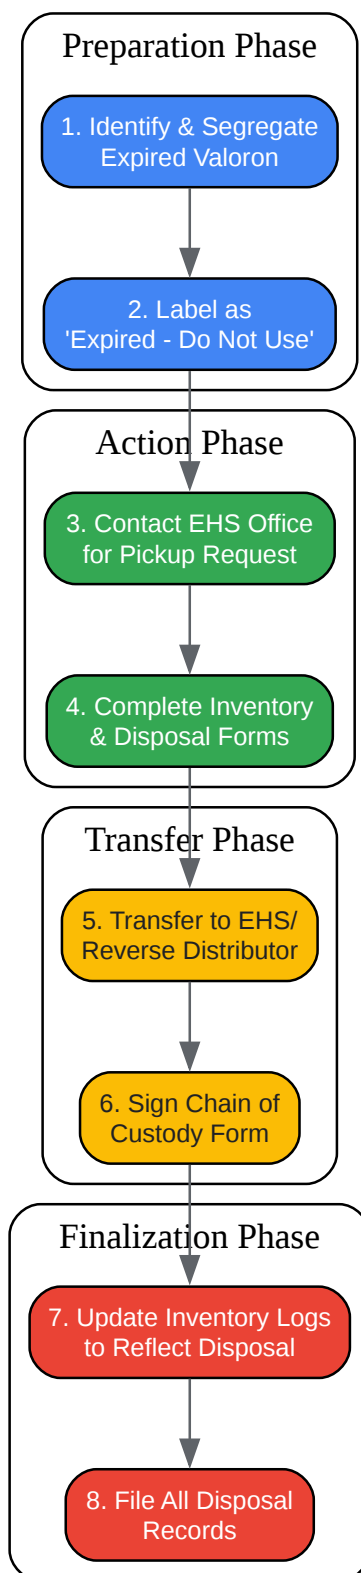 Preparation Phase
1. Identify & Segregate
Expired Valoron
2. Label as
'Expired - Do Not Use'
Action Phase
3. Contact EHS Office
for Pickup Request
4. Complete Inventory
& Disposal Forms
Transfer Phase
5. Transfer to EHS/
Reverse Distributor
6. Sign Chain of
Custody Form
Finalization Phase
7. Update Inventory Logs
to Reflect Disposal
8. File All Disposal
Records